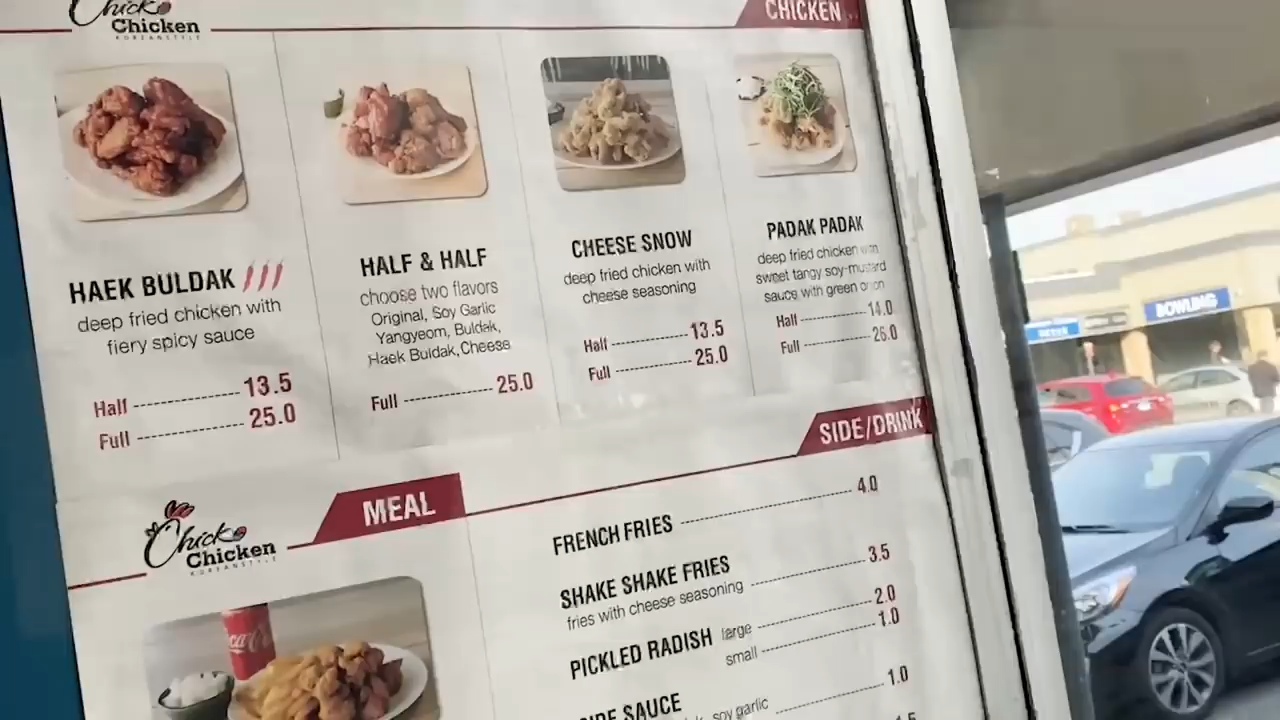 Chick
Chicken
KOREANSTYLE
CHICKEN
HAEK BULDAK
deep fried chicken with
fiery spicy sauce
Half 13.5
Full 25.0
HALF & HALF
choose two flavors
Original, Soy Garlic
Yangyeom, Buldak,
Haek Buldak, Cheese
Full 25.0
CHEESE SNOW
deep fried chicken with
cheese seasoning
Half 13.5
Full 25.0
PADAK PADAK
deep fried chicken with
sweet tangy soy-mustard
sauce with green onion
Half 14.0
Full 26.0
Chick
Chicken
KOREANSTYLE
MEAL
SIDE/DRINK
FRENCH FRIES 4.0
SHAKE SHAKE FRIES 3.5
fries with cheese seasoning
PICKLED RADISH large 2.0
small 1.0
SIDE SAUCE 1.0
soy garlic
BOWLING